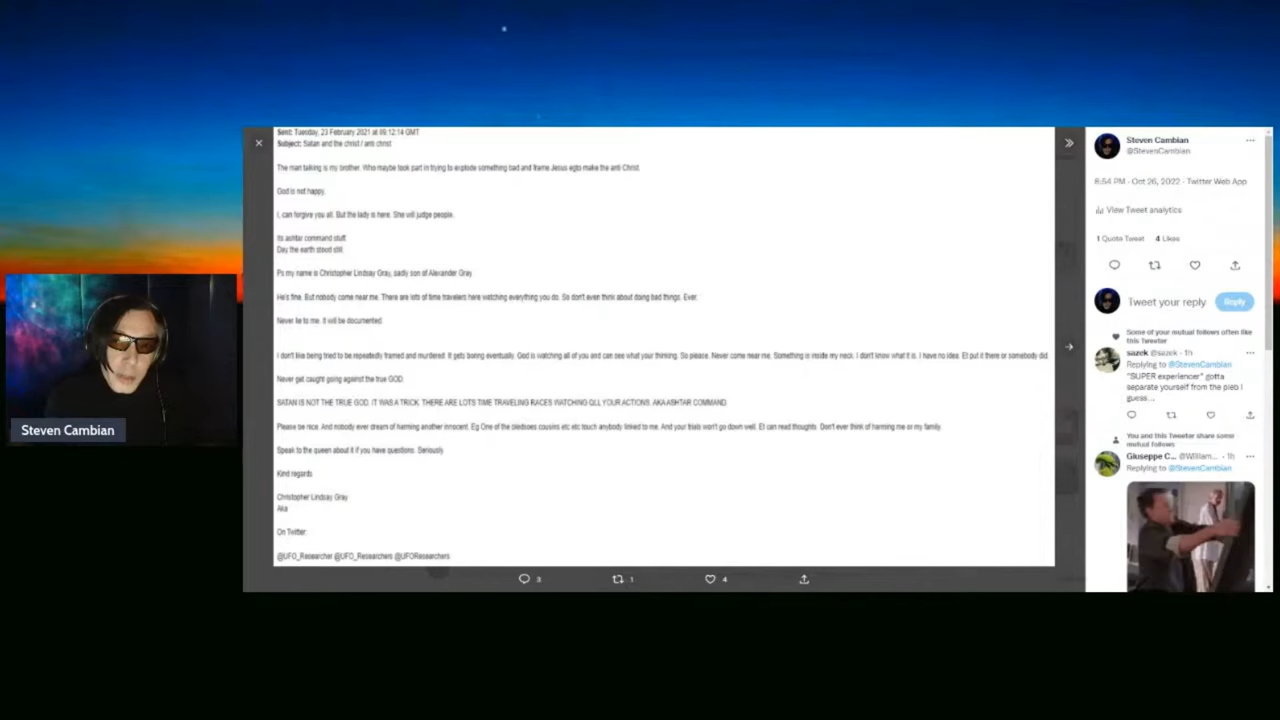 Sent: Tuesday, 23 February 2021 at 09:12:14 GMT
Subject: Satan and the christ / anti christ
The man talking is my brother. Who maybe took part in trying to explode something bad and frame Jesus egto make the anti Christ.
God is not happy.
I, can forgive you all. But the lady is here. She will judge people.
Its ashtar command stuff.
Day the earth stood still.
Ps my name is Christopher Lindsay Gray, sadly son of Alexander Gray
He's fine. But nobody come near me. There are lots of time travelers here watching everything you do. So don't even think about doing bad things. Ever.
Never lie to me. It will be documented.
I don't like being tried to be repeatedly framed and murdered. It gets boring eventually. God is watching all of you and can see what your thinking. So please. Never come near me. Something is inside my neck. I don't know what it is. I have no idea. Et put it there or somebody did.
Never get caught going against the true GOD.
SATAN IS NOT THE TRUE GOD. IT WAS A TRICK. THERE ARE LOTS TIME TRAVELING RACES WATCHING QLL YOUR ACTIONS. AKA ASHTAR COMMAND.
Please be nice. And nobody ever dream of harming another innocent. Eg One of the bledsoes cousins etc etc touch anybody linked to me. And your trials won't go down well. Et can read thoughts. Don't ever think of harming me or my family.
Speak to the queen about it if you have questions. Seriously
Kind regards
Christopher Lindsay Gray
Aka
On Twitter
@UFO_Researcher @UFO_Researchers @UFOResearchers
3
1
4
Steven Cambian
Steven Cambian
@StevenCambian
8:54 PM · Oct 26, 2022 · Twitter Web App
View Tweet analytics
1 Quote Tweet 4 Likes
Tweet your reply
Reply
Some of your mutual follows often like
this Tweeter
sazek @sazek · 1h
Replying to @StevenCambian
"SUPER experiencer" gotta
separate yourself from the pleb I
guess...
You and this Tweeter share some
mutual follows
Giuseppe C... @William... · 1h
Replying to @StevenCambian